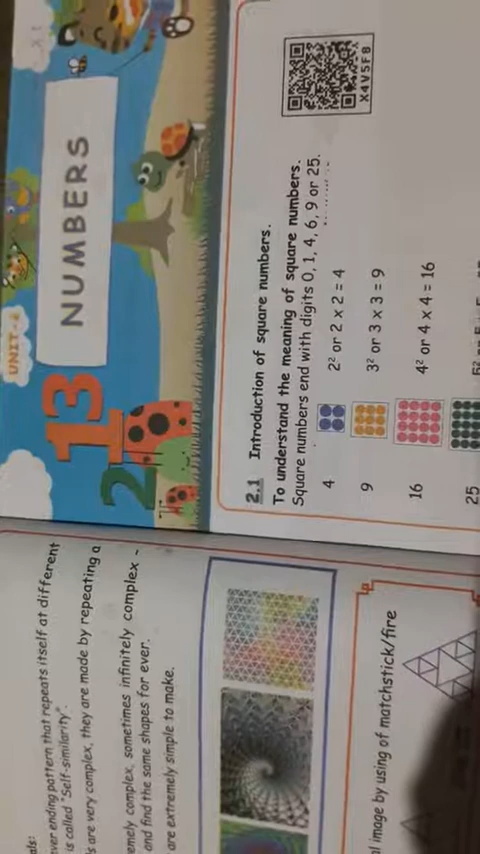 ...ver ending pattern that repeats itself at different
is called "Self-similarity".
s are very complex, they are made by repeating a
emely complex, sometimes infinitely complex -
and find the same shapes for ever.
are extremely simple to make.
l image by using of matchstick/fire
UNIT-2
NUMBERS
213
X4V5F8
2.1 Introduction of square numbers.
To understand the meaning of square numbers.
Square numbers end with digits 0, 1, 4, 6, 9 or 25.
4 2² or 2 x 2 = 4
9 3² or 3 x 3 = 9
16 4² or 4 x 4 = 16
25